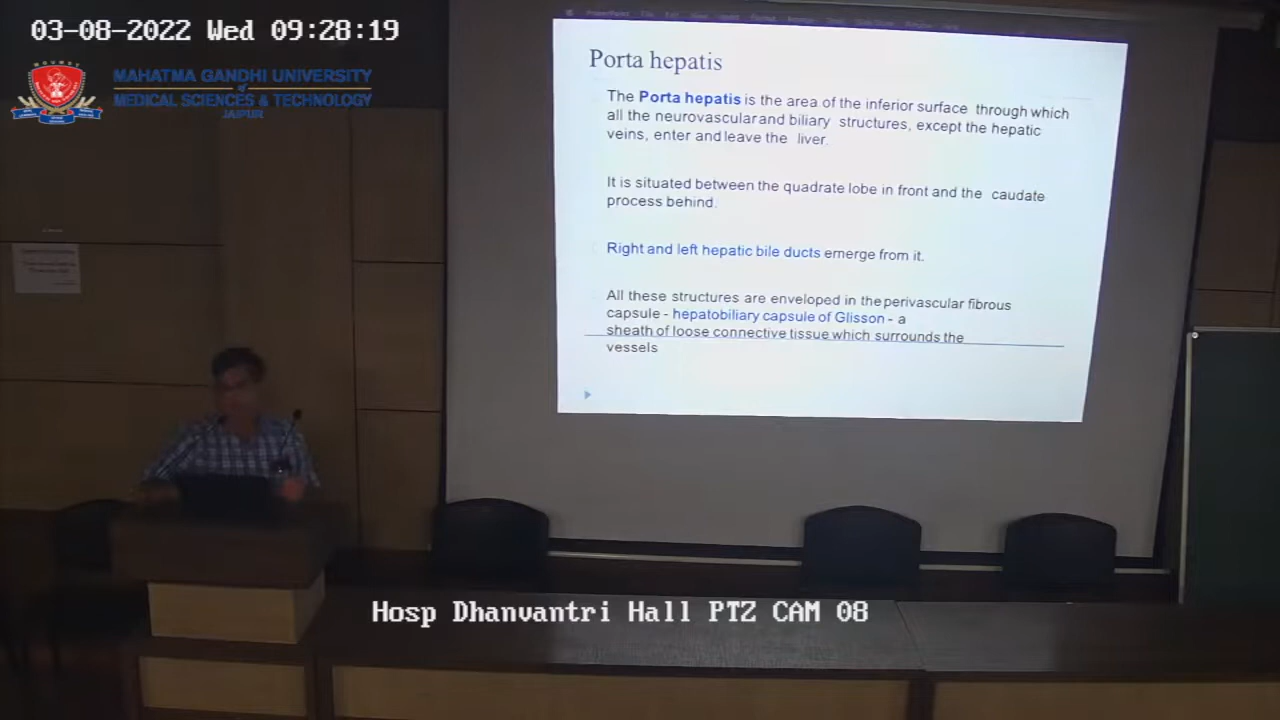 03-08-2022 Wed 09:28:19
MAHATMA GANDHI UNIVERSITY
of
MEDICAL SCIENCES & TECHNOLOGY
JAIPUR
Porta hepatis
The Porta hepatis is the area of the inferior surface through which
all the neurovascular and biliary structures, except the hepatic
veins, enter and leave the liver.
It is situated between the quadrate lobe in front and the caudate
process behind.
Right and left hepatic bile ducts emerge from it.
All these structures are enveloped in the perivascular fibrous
capsule - hepatobiliary capsule of Glisson - a
sheath of loose connective tissue which surrounds the
vessels
Hosp Dhanvantri Hall PTZ CAM 08